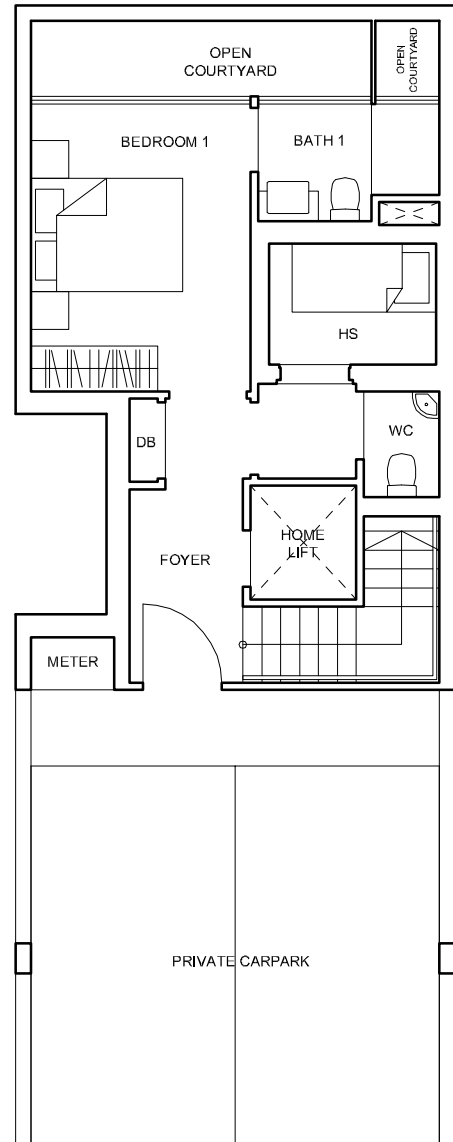 OPEN
COURTYARD
OPEN
COURTYARD
BEDROOM 1
BATH 1
HS
WC
DB
HOME
LIFT
FOYER
METER
PRIVATE CARPARK